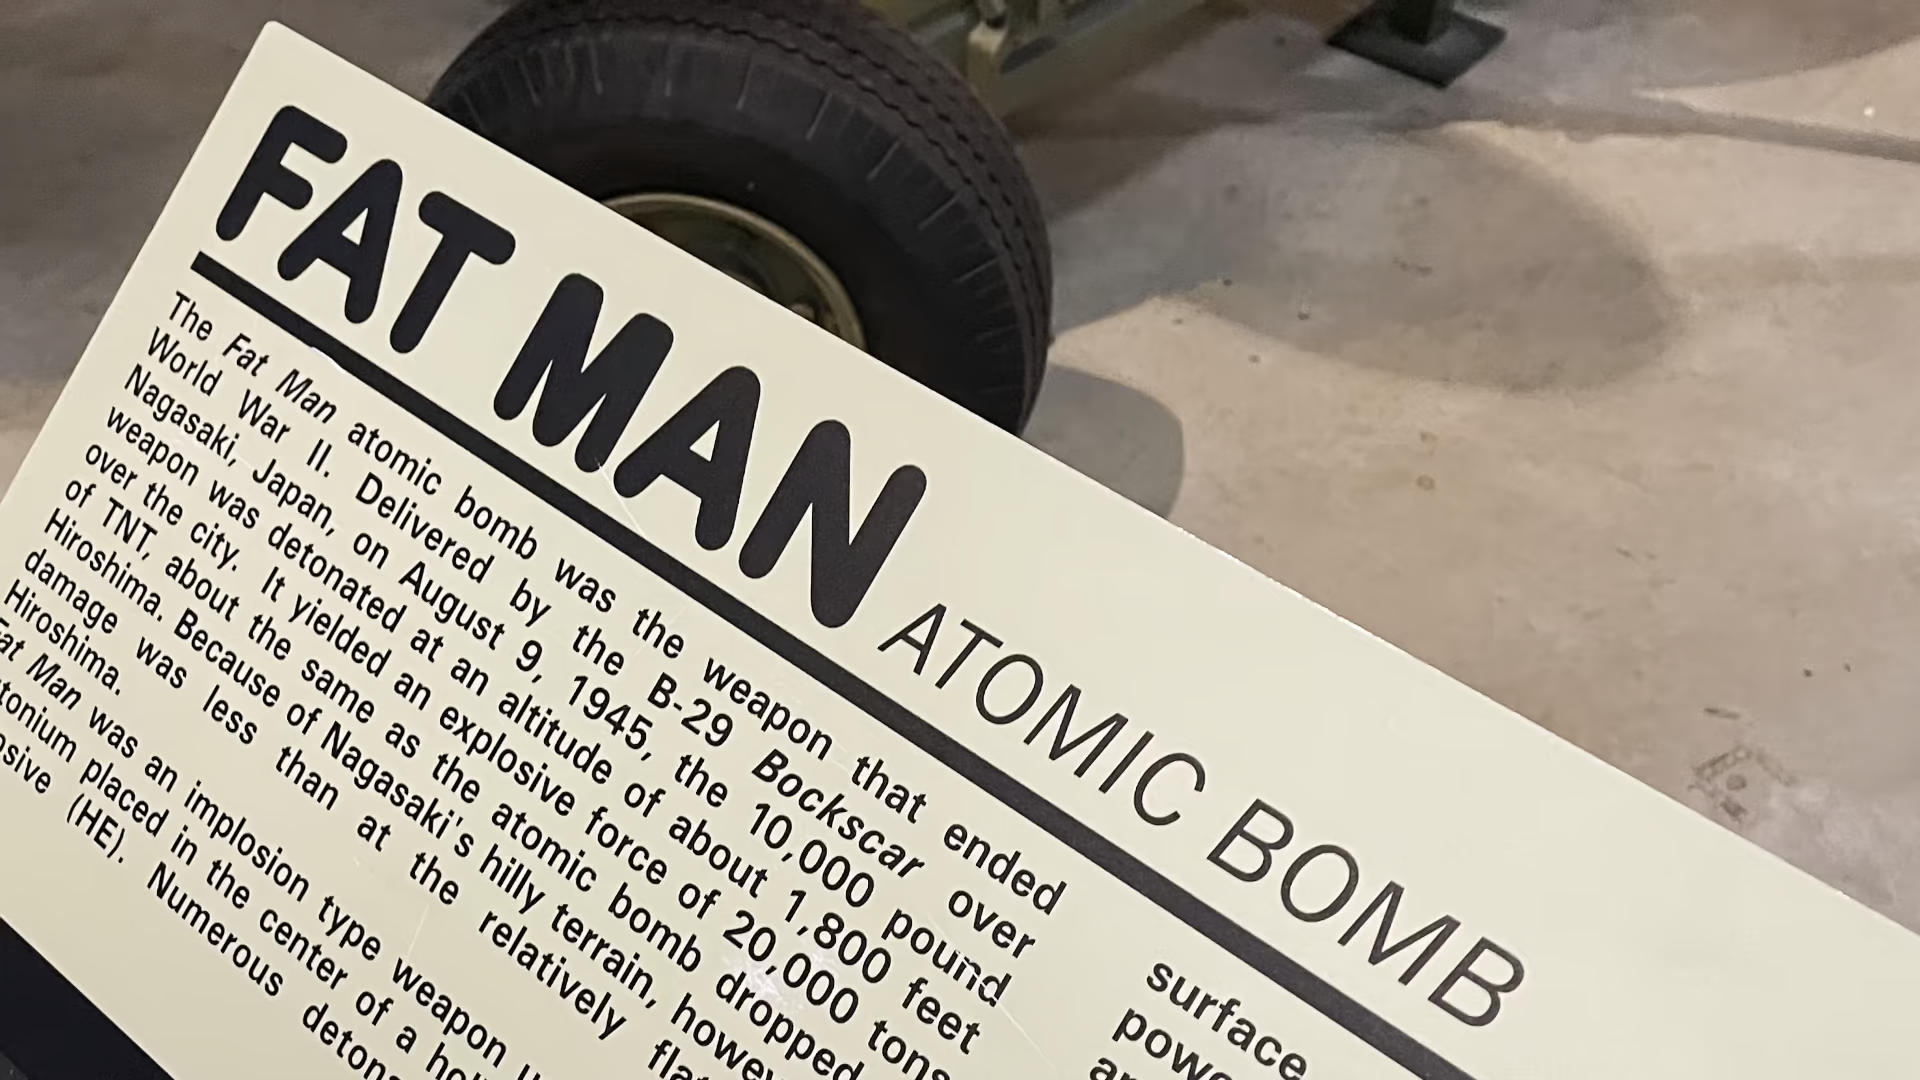 FAT MAN ATOMIC BOMB
The Fat Man atomic bomb was the weapon that ended
World War II. Delivered by the B-29 Bockscar over
Nagasaki, Japan, on August 9, 1945, the 10,000 pound
weapon was detonated at an altitude of about 1,800 feet
over the city. It yielded an explosive force of 20,000 tons
of TNT, about the same as the atomic bomb dropped
Hiroshima. Because of Nagasaki's hilly terrain,
damage was less than at the relatively
Hiroshima.
Man was an implosion type weapon
placed in the center of a
(HE). Numerous
surface